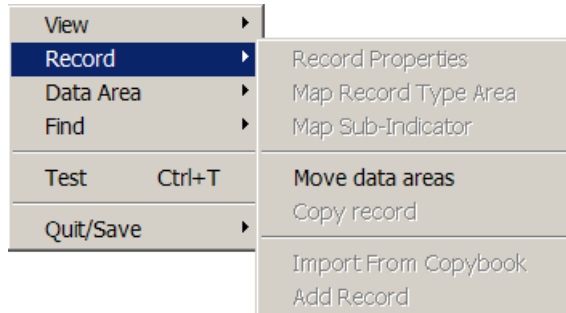 View
Record
Data Area
Find
Test Ctrl+T
Quit/Save
Record Properties
Map Record Type Area
Map Sub-Indicator
Move data areas
Copy record
Import From Copybook
Add Record